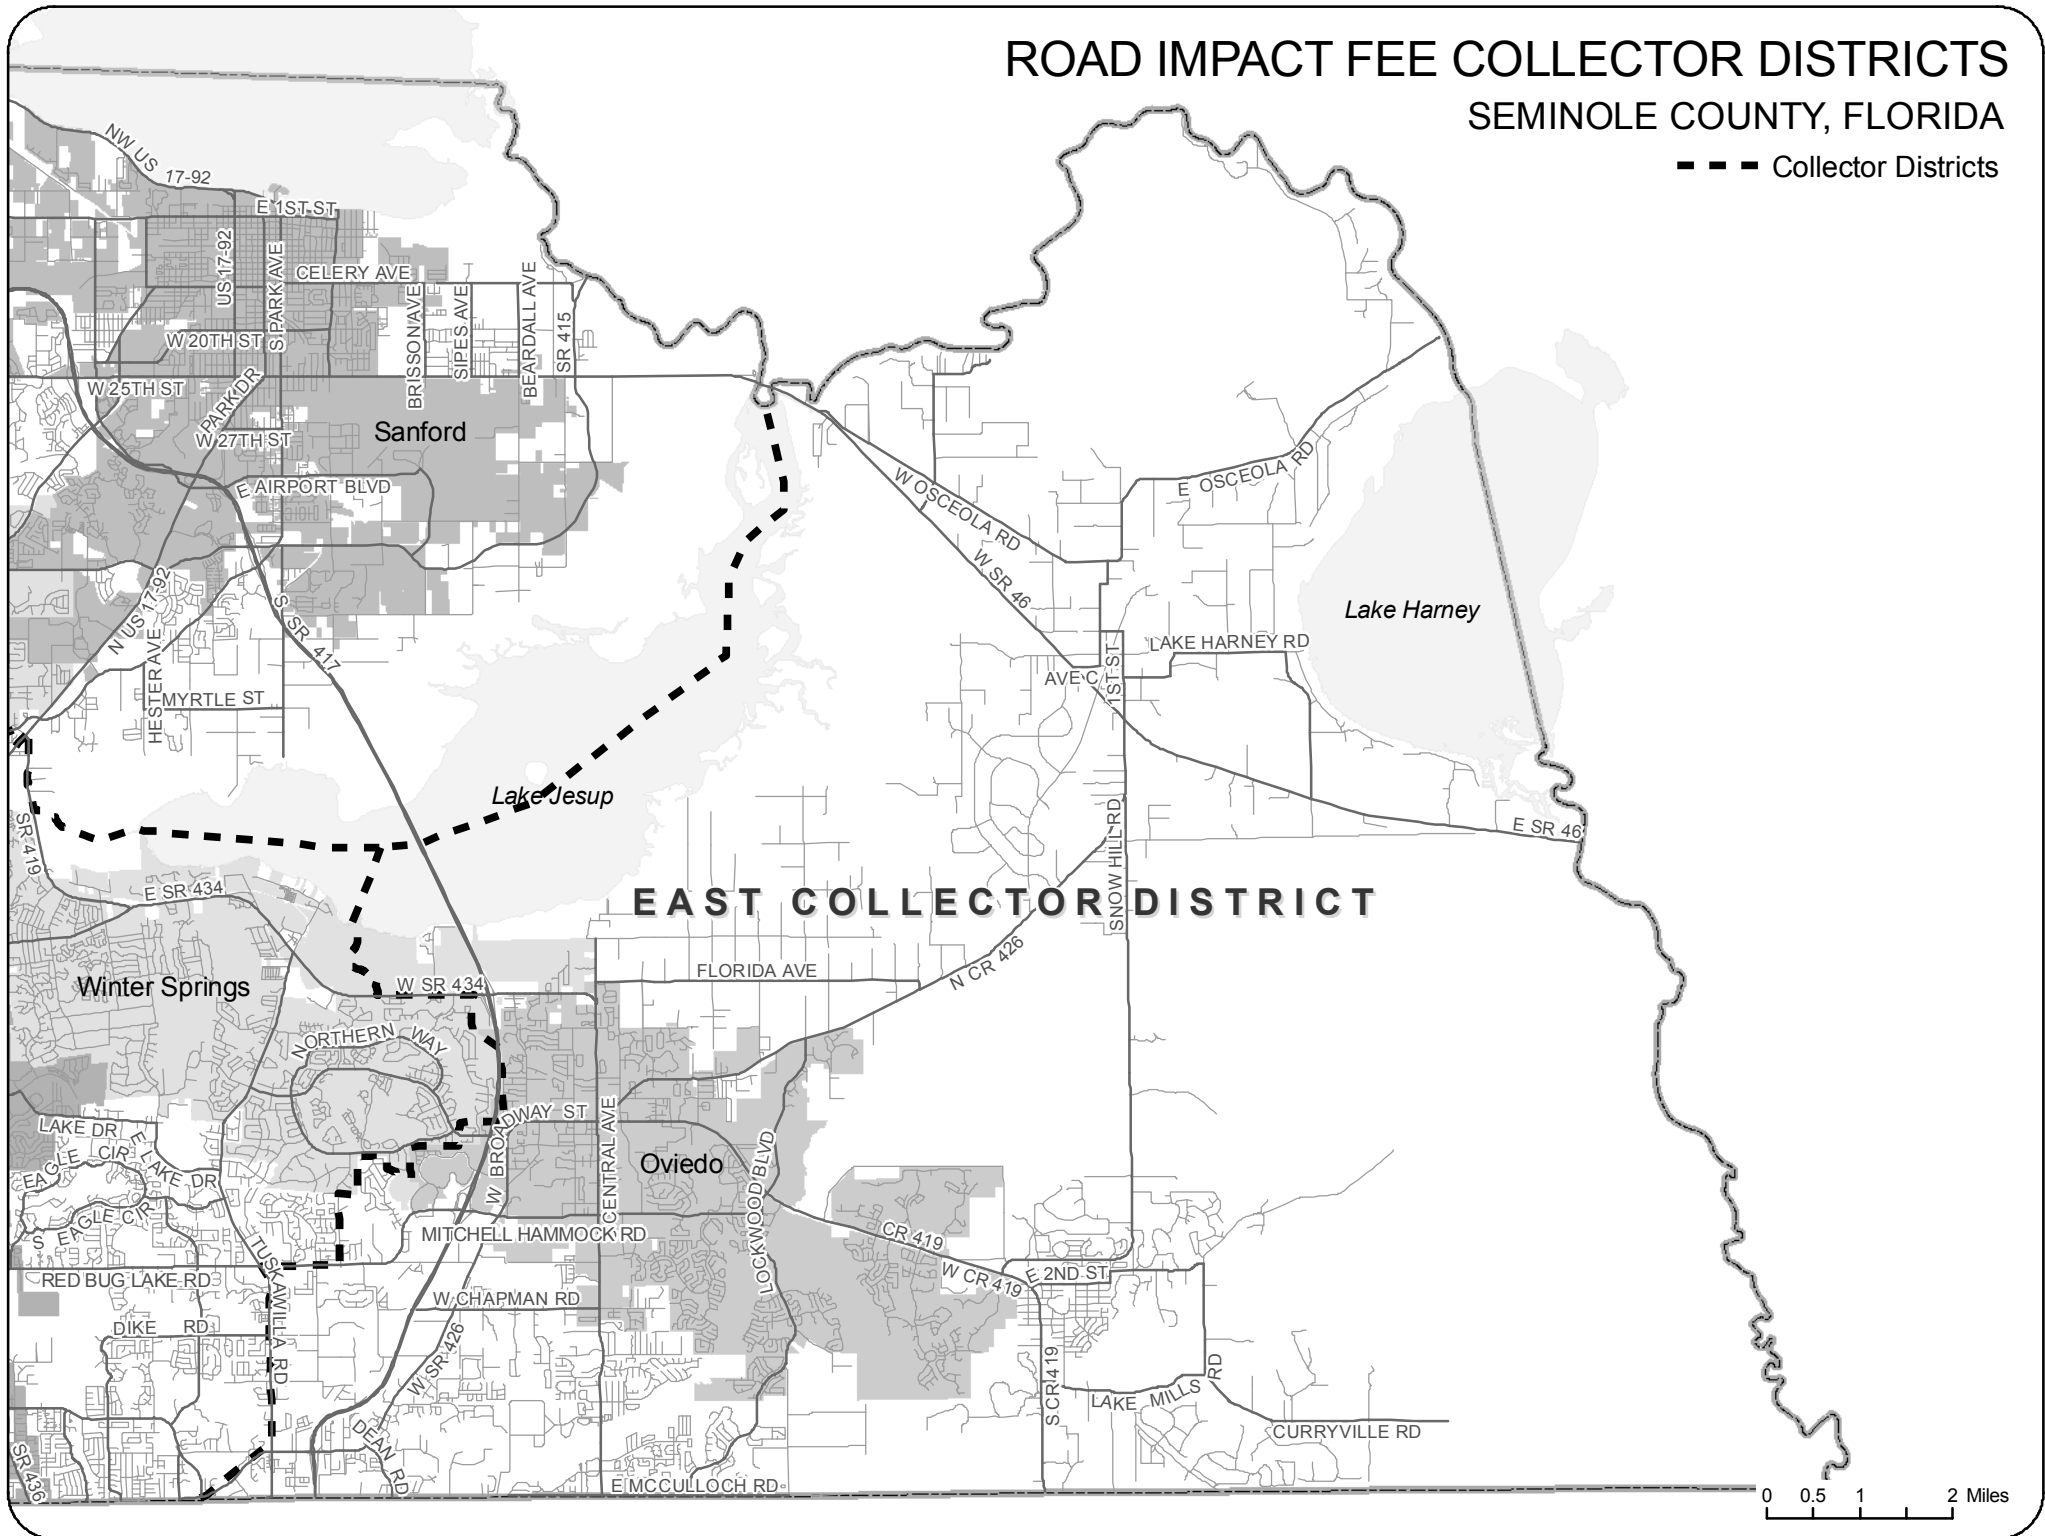 ROAD IMPACT FEE COLLECTOR DISTRICTS
SEMINOLE COUNTY, FLORIDA
Collector Districts
NW US 17-92
E 1ST ST
US 17-92
S PARK AVE
CELERY AVE
BRISSON AVE
SIPES AVE
BEARDALL AVE
SR 415
W 20TH ST
W 25TH ST
PARK DR
W 27TH ST
Sanford
E AIRPORT BLVD
W OSCEOLA RD
E OSCEOLA RD
W SR 46
N US 17-92
HESTER AVE
S SR 417
MYRTLE ST
Lake Harney
LAKE HARNEY RD
AVE C
1ST ST
Lake Jesup
SR 419
E SR 434
SNOW HILL RD
E SR 46
EAST COLLECTOR DISTRICT
Winter Springs
W SR 434
FLORIDA AVE
N CR 426
NORTHERN WAY
LAKE DR
E LAKE DR
EAGLE CIR
S EAGLE CIR
W BROADWAY ST
CENTRAL AVE
Oviedo
LOCKWOOD BLVD
MITCHELL HAMMOCK RD
CR 419
W CR 419
E 2ND ST
TUSKAWILLA RD
RED BUG LAKE RD
W CHAPMAN RD
DIKE RD
W SR 426
S CR 419
LAKE MILLS RD
CURRYVILLE RD
DEAN RD
SR 436
E MCCULLOCH RD
0 0.5 1 2 Miles